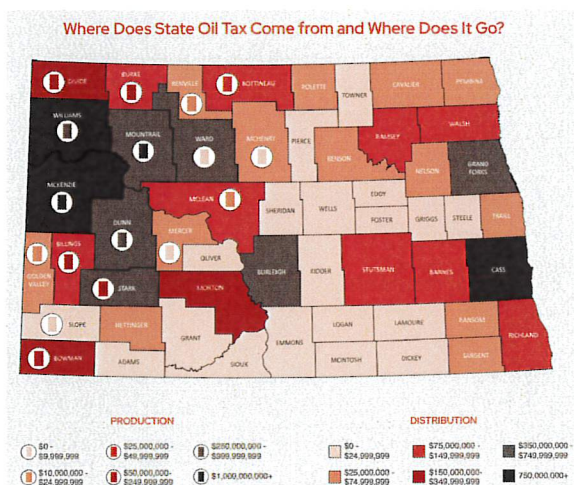 Where Does State Oil Tax Come from and Where Does It Go?
DIVIDE
BURKE
RENVILLE
BOTTINEAU
ROLETTE
TOWNER
CAVALIER
PEMBINA
WILLIAMS
MOUNTRAIL
WARD
MCHENRY
PIERCE
BENSON
RAMSEY
WALSH
NELSON
GRAND
FORKS
MCKENZIE
DUNN
MCLEAN
MERCER
OLIVER
SHERIDAN
WELLS
EDDY
FOSTER
GRIGGS
STEELE
TRAILL
GOLDEN
VALLEY
BILLINGS
STARK
MORTON
BURLEIGH
KIDDER
STUTSMAN
BARNES
CASS
SLOPE
HETTINGER
GRANT
BOWMAN
ADAMS
SIOUX
EMMONS
LOGAN
LAMOURE
RANSOM
RICHLAND
MCINTOSH
DICKEY
SARGENT
PRODUCTION
$0 -
$9,999,999
$25,000,000 -
$49,999,999
$250,000,000 -
$999,999,999
$10,000,000 -
$24,999,999
$50,000,000-
$249,999,999
$1,000,000,000+
DISTRIBUTION
$0 -
$24,999,999
$75,000,000 -
$149,999,999
$350,000,000 -
$749,999,999
$25,000,000 -
$74,999,999
$150,000,000-
$349,999,999
750,000,000+